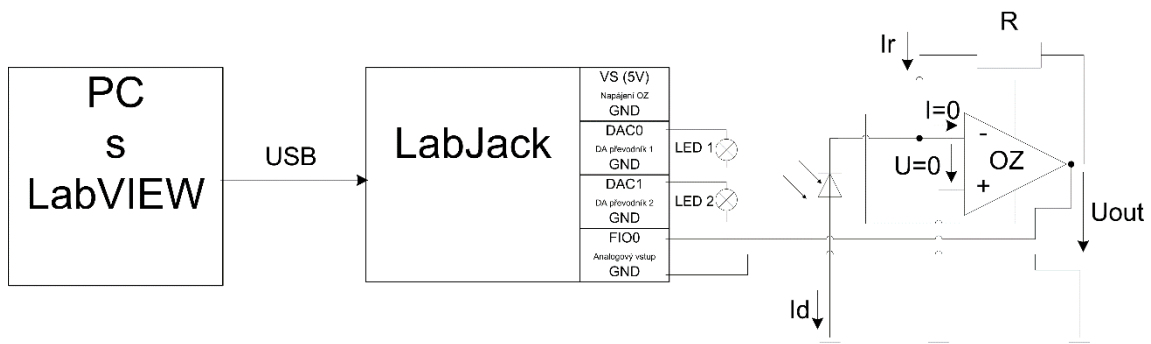 PC
s
LabVIEW
USB
LabJack
VS (5V)
Napájení OZ
GND
DAC0
DA převodník 1
GND
DAC1
DA převodník 2
GND
FIO0
Analogový vstup
GND
LED 1
LED 2
Ir
R
I=0
U=0
-
OZ
+
Uout
Id